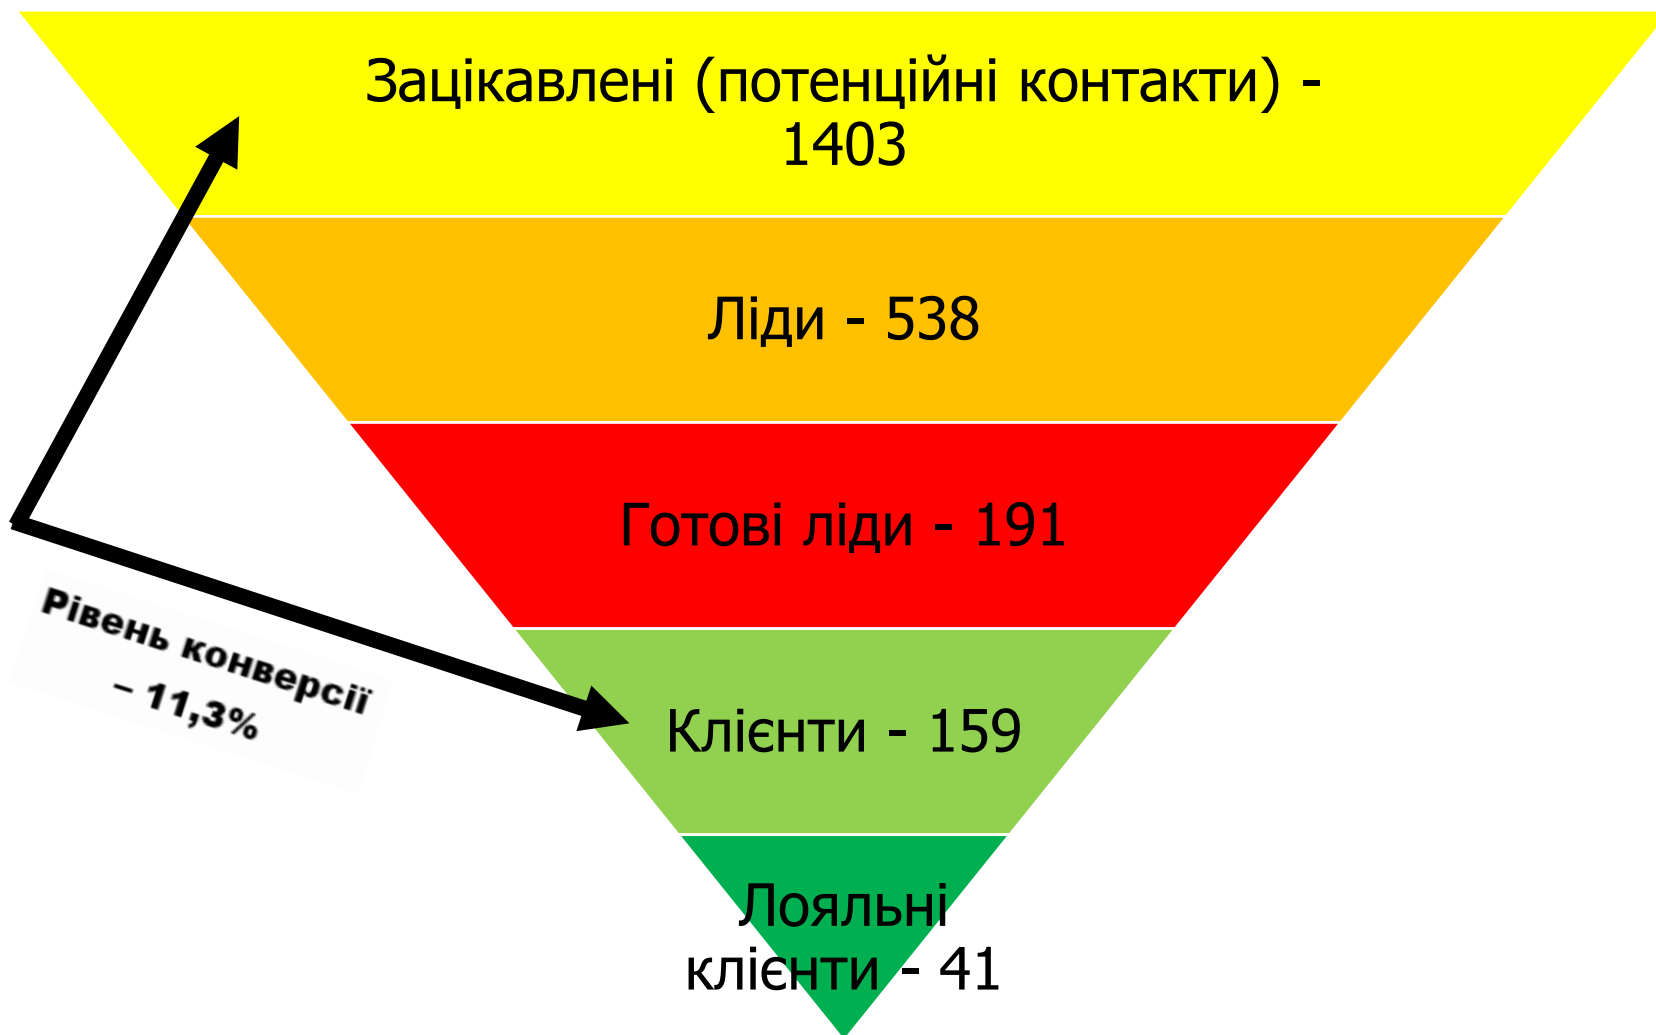 Зацікавлені (потенційні контакти) -
1403
Ліди - 538
Готові ліди - 191
Рівень конверсії
– 11,3%
Клієнти - 159
Лояльні
клієнти - 41